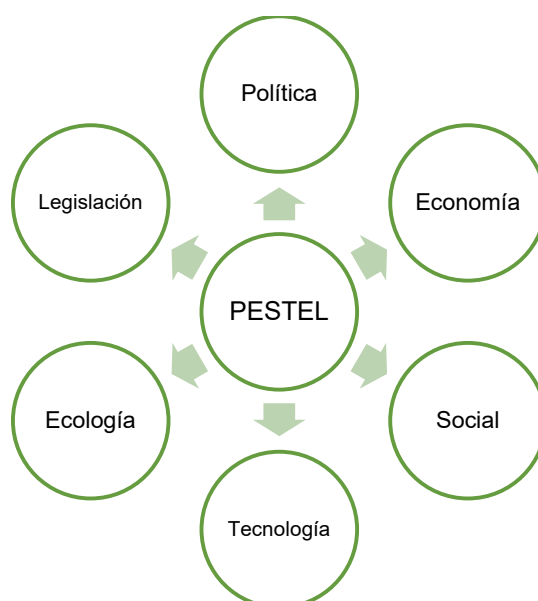 Política
Legislación
Economía
PESTEL
Ecología
Social
Tecnología